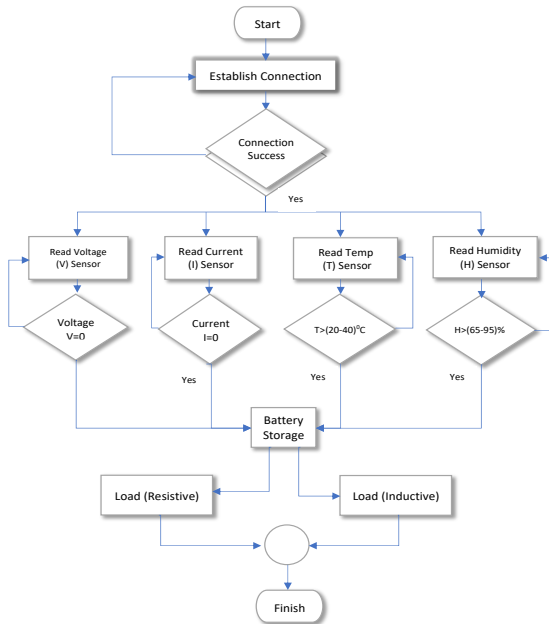 Start
Establish Connection
Connection
Success
Yes
Read Voltage
(V) Sensor
Read Current
(I) Sensor
Read Temp
(T) Sensor
Read Humidity
(H) Sensor
Voltage
V=0
Current
I=0
T>(20-40)⁰C
H>(65-95)%
Yes
Yes
Yes
Battery
Storage
Load (Resistive)
Load (Inductive)
Finish